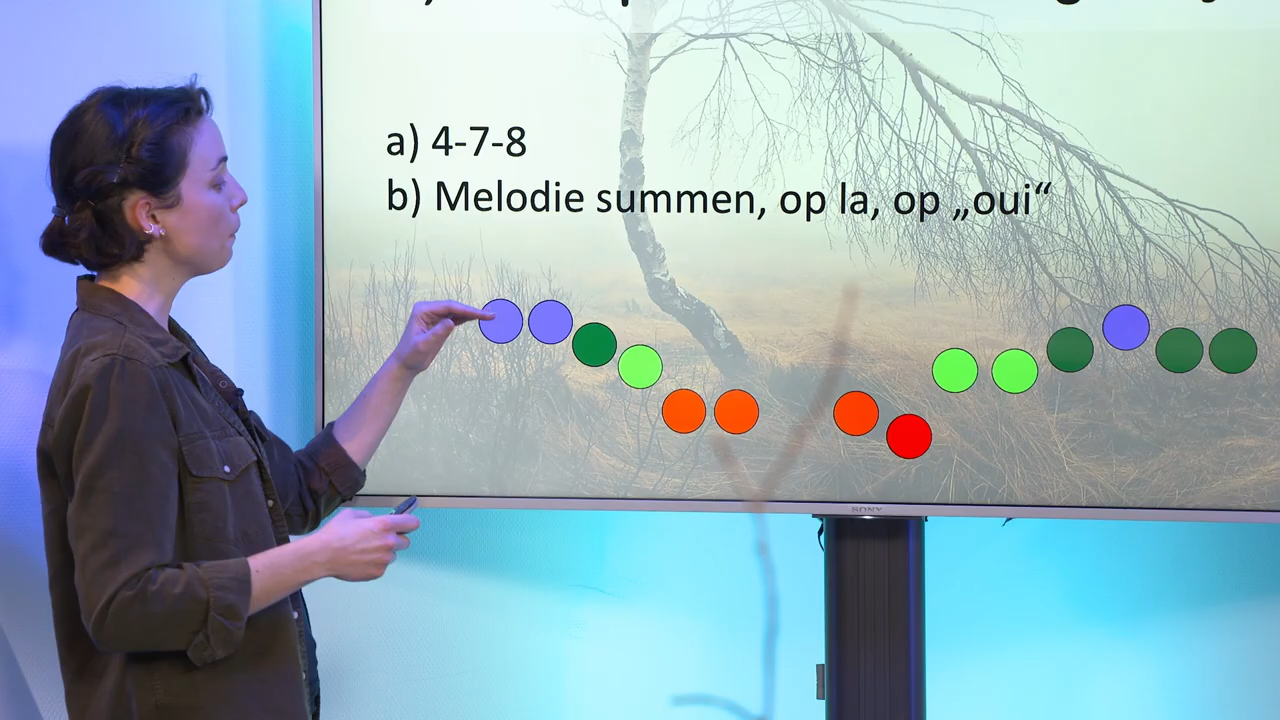 a) 4-7-8
b) Melodie summen, op la, op „oui“
SONY